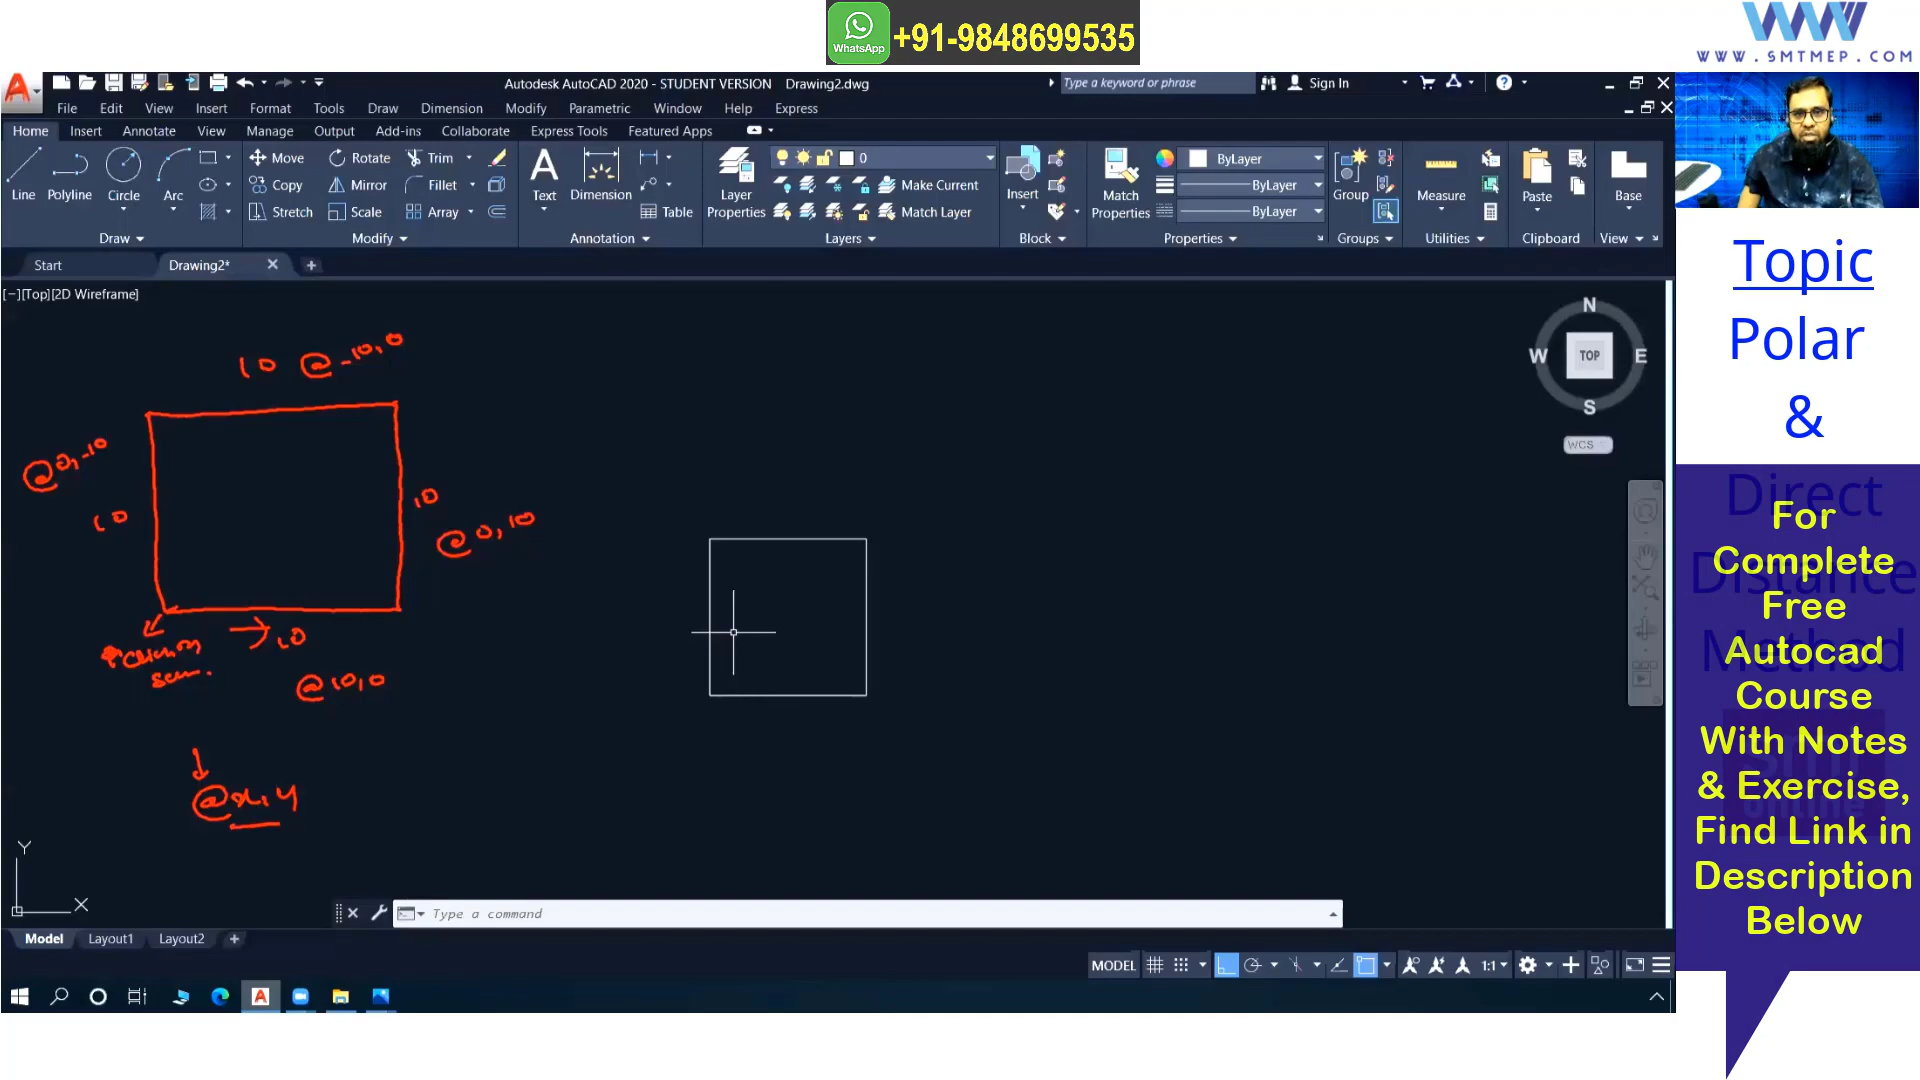 WhatsApp +91-9848699535
WWW.SMTMEP.COM
Autodesk AutoCAD 2020 - STUDENT VERSION Drawing2.dwg
Type a keyword or phrase
Sign In
File Edit View Insert Format Tools Draw Dimension Modify Parametric Window Help Express
Home Insert Annotate View Manage Output Add-ins Collaborate Express Tools Featured Apps
Line Polyline Circle Arc
Move Rotate Trim
Copy Mirror Fillet
Stretch Scale Array
Text Dimension Table
Layer Properties
0
Make Current
Match Layer
Insert
Match Properties
ByLayer
ByLayer
ByLayer
Group
Measure
Paste
Base
Draw Modify Annotation Layers Block Properties Groups Utilities Clipboard View
Start Drawing2*
[−][Top][2D Wireframe]
10 @-10,0
@0,-10
10
10
@0,10
10
@10,0
@x,y
N
W TOP E
S
WCS
Y
X
Type a command
Model Layout1 Layout2 +
MODEL
1:1
Topic
Polar
&
Direct
Distance
Method
For
Complete
Free
Autocad
Course
With Notes
& Exercise,
Find Link in
Description
Below